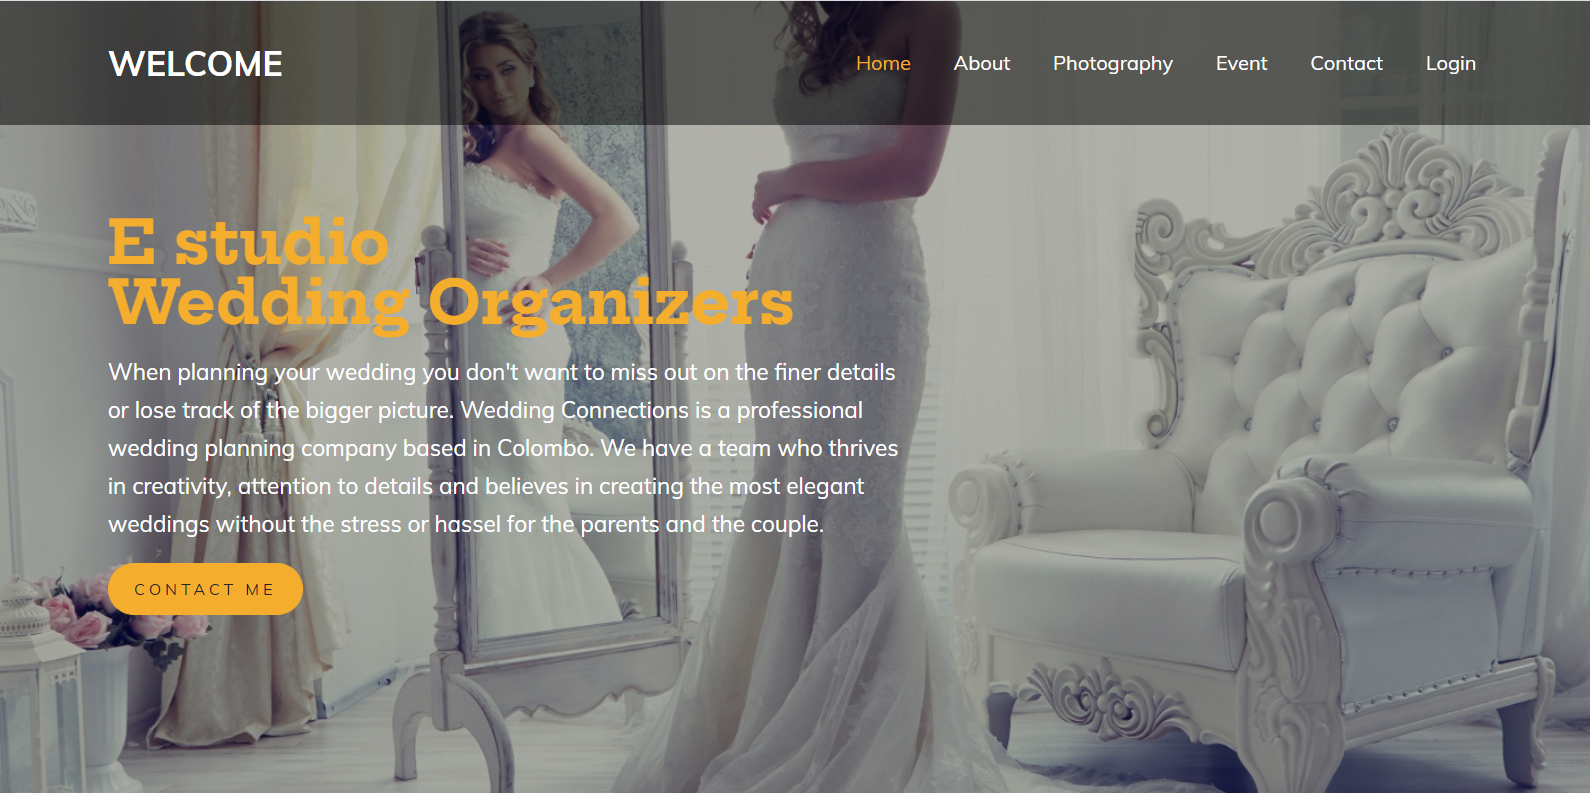 WELCOME
Home About Photography Event Contact Login
E studio
Wedding Organizers
When planning your wedding you don't want to miss out on the finer details
or lose track of the bigger picture. Wedding Connections is a professional
wedding planning company based in Colombo. We have a team who thrives
in creativity, attention to details and believes in creating the most elegant
weddings without the stress or hassel for the parents and the couple.
CONTACT ME